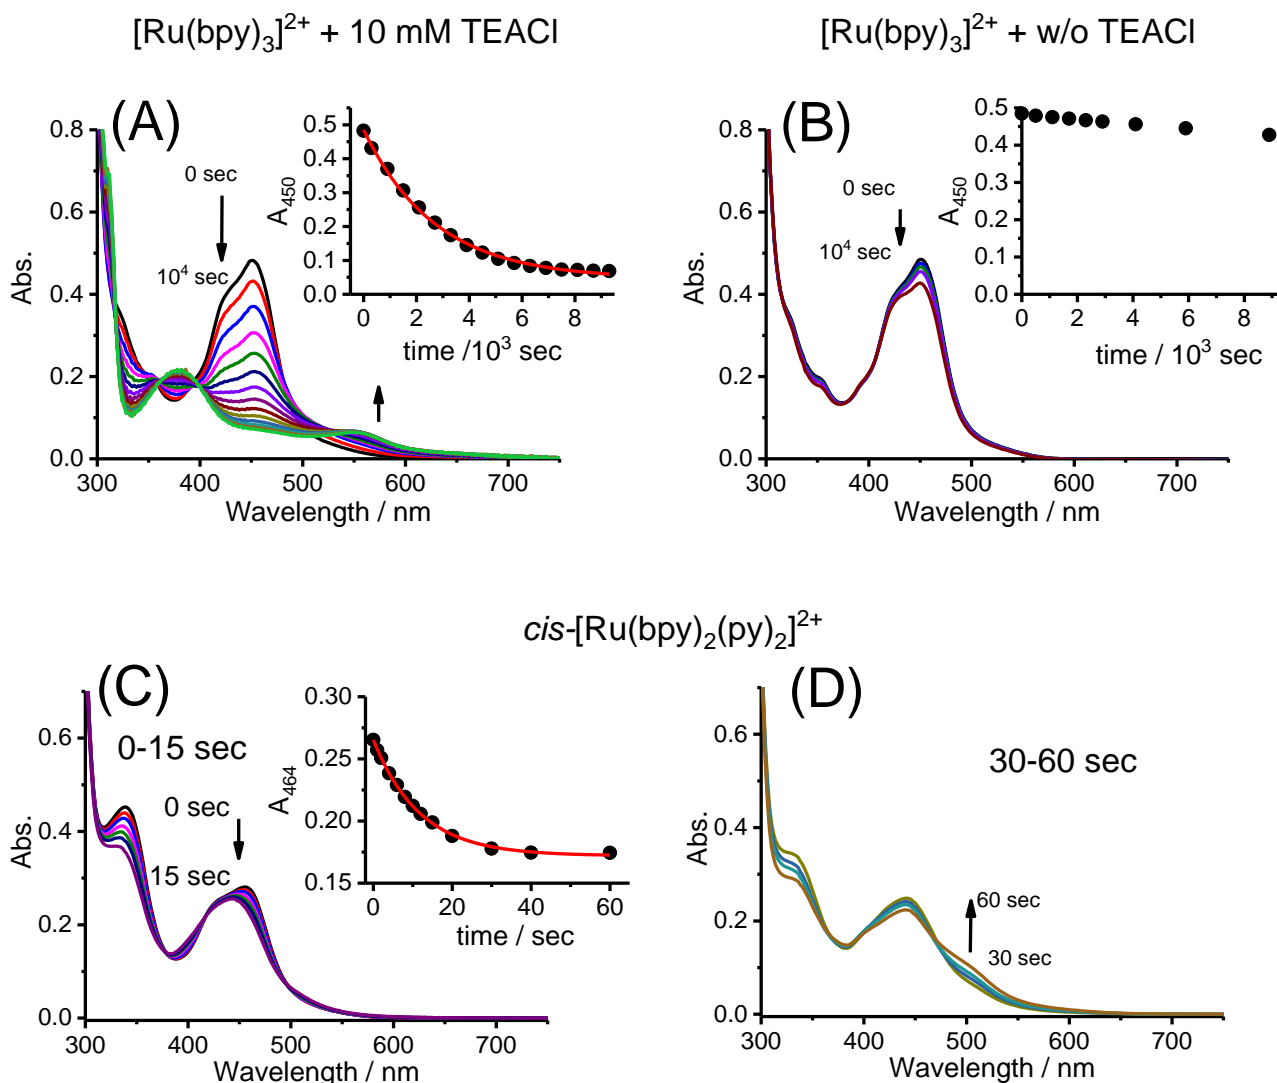 [Ru(bpy)3]2+ + 10 mM TEACl
[Ru(bpy)3]2+ + w/o TEACl
(A)
0.8
0.6
0.4
0.2
0.0
Abs.
300 400 500 600 700
Wavelength / nm
0 sec
10⁴ sec
0.5
0.4
0.3
0.2
0.1
0.0
A450
0 2 4 6 8
time /10³ sec
(B)
0.8
0.6
0.4
0.2
0.0
Abs.
300 400 500 600 700
Wavelength / nm
0 sec
10⁴ sec
0.5
0.4
0.3
0.2
0.1
0.0
A450
0 2 4 6 8
time / 10³ sec
cis-[Ru(bpy)2(py)2]2+
(C)
0-15 sec
0.6
0.4
0.2
0.0
Abs.
300 400 500 600 700
Wavelength / nm
0 sec
15 sec
0.30
0.25
0.20
0.15
A464
0 20 40 60
time / sec
(D)
30-60 sec
0.6
0.4
0.2
0.0
Abs.
300 400 500 600 700
Wavelength / nm
60 sec
30 sec